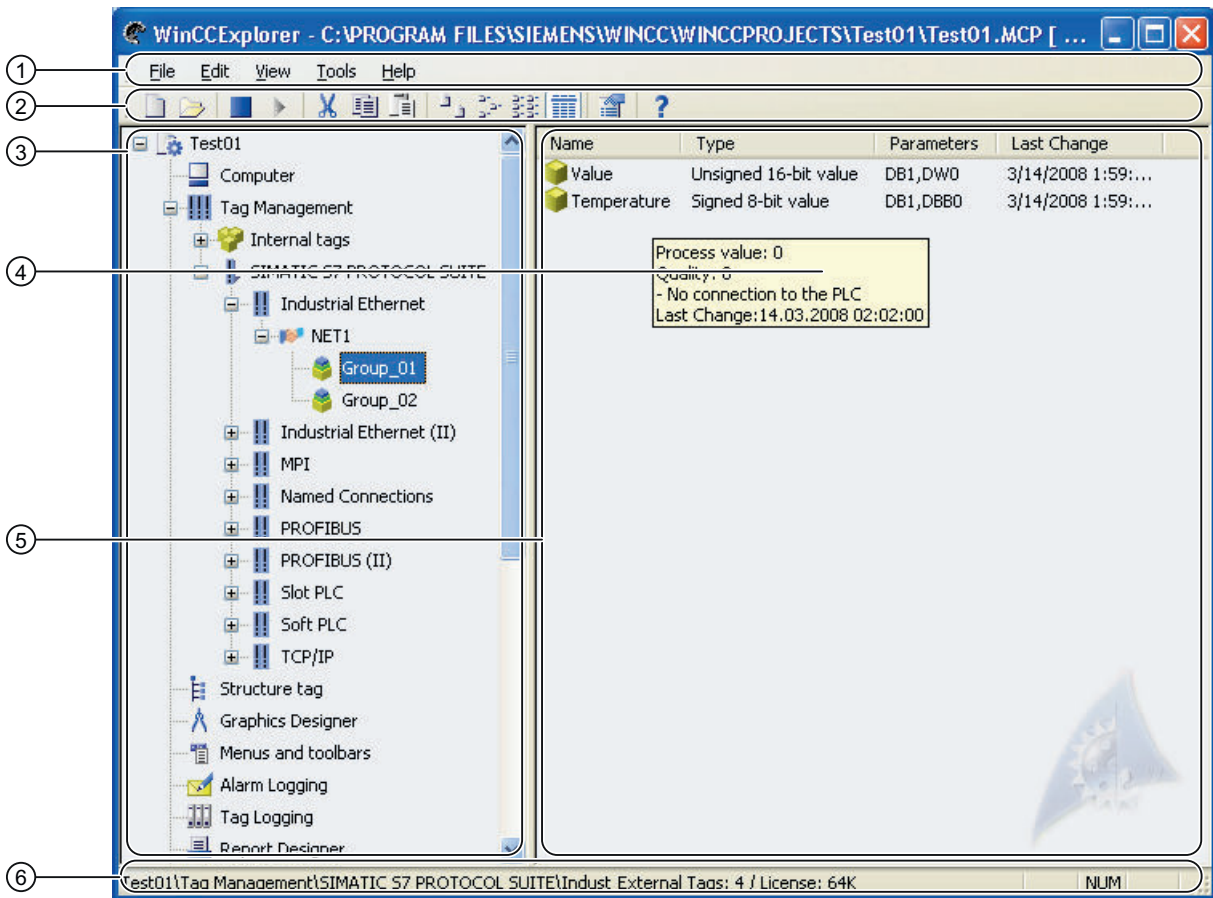 WinCCExplorer - C:\PROGRAM FILES\SIEMENS\WINCC\WINCCPROJECTS\Test01\Test01.MCP [ ...
1
File Edit View Tools Help
2
?
3
Test01
Computer
Tag Management
Internal tags
4
SIMATIC S7 PROTOCOL SUITE
Industrial Ethernet
NET1
Group_01
Group_02
Industrial Ethernet (II)
MPI
Named Connections
5
PROFIBUS
PROFIBUS (II)
Slot PLC
Soft PLC
TCP/IP
Structure tag
Graphics Designer
Menus and toolbars
Alarm Logging
Tag Logging
Report Designer
Name Type Parameters Last Change
Value Unsigned 16-bit value DB1,DW0 3/14/2008 1:59:...
Temperature Signed 8-bit value DB1,DBB0 3/14/2008 1:59:...
Process value: 0
Quality: 0
- No connection to the PLC
Last Change:14.03.2008 02:02:00
6
Test01\Tag Management\SIMATIC S7 PROTOCOL SUITE\Indust External Tags: 4 / License: 64K NUM